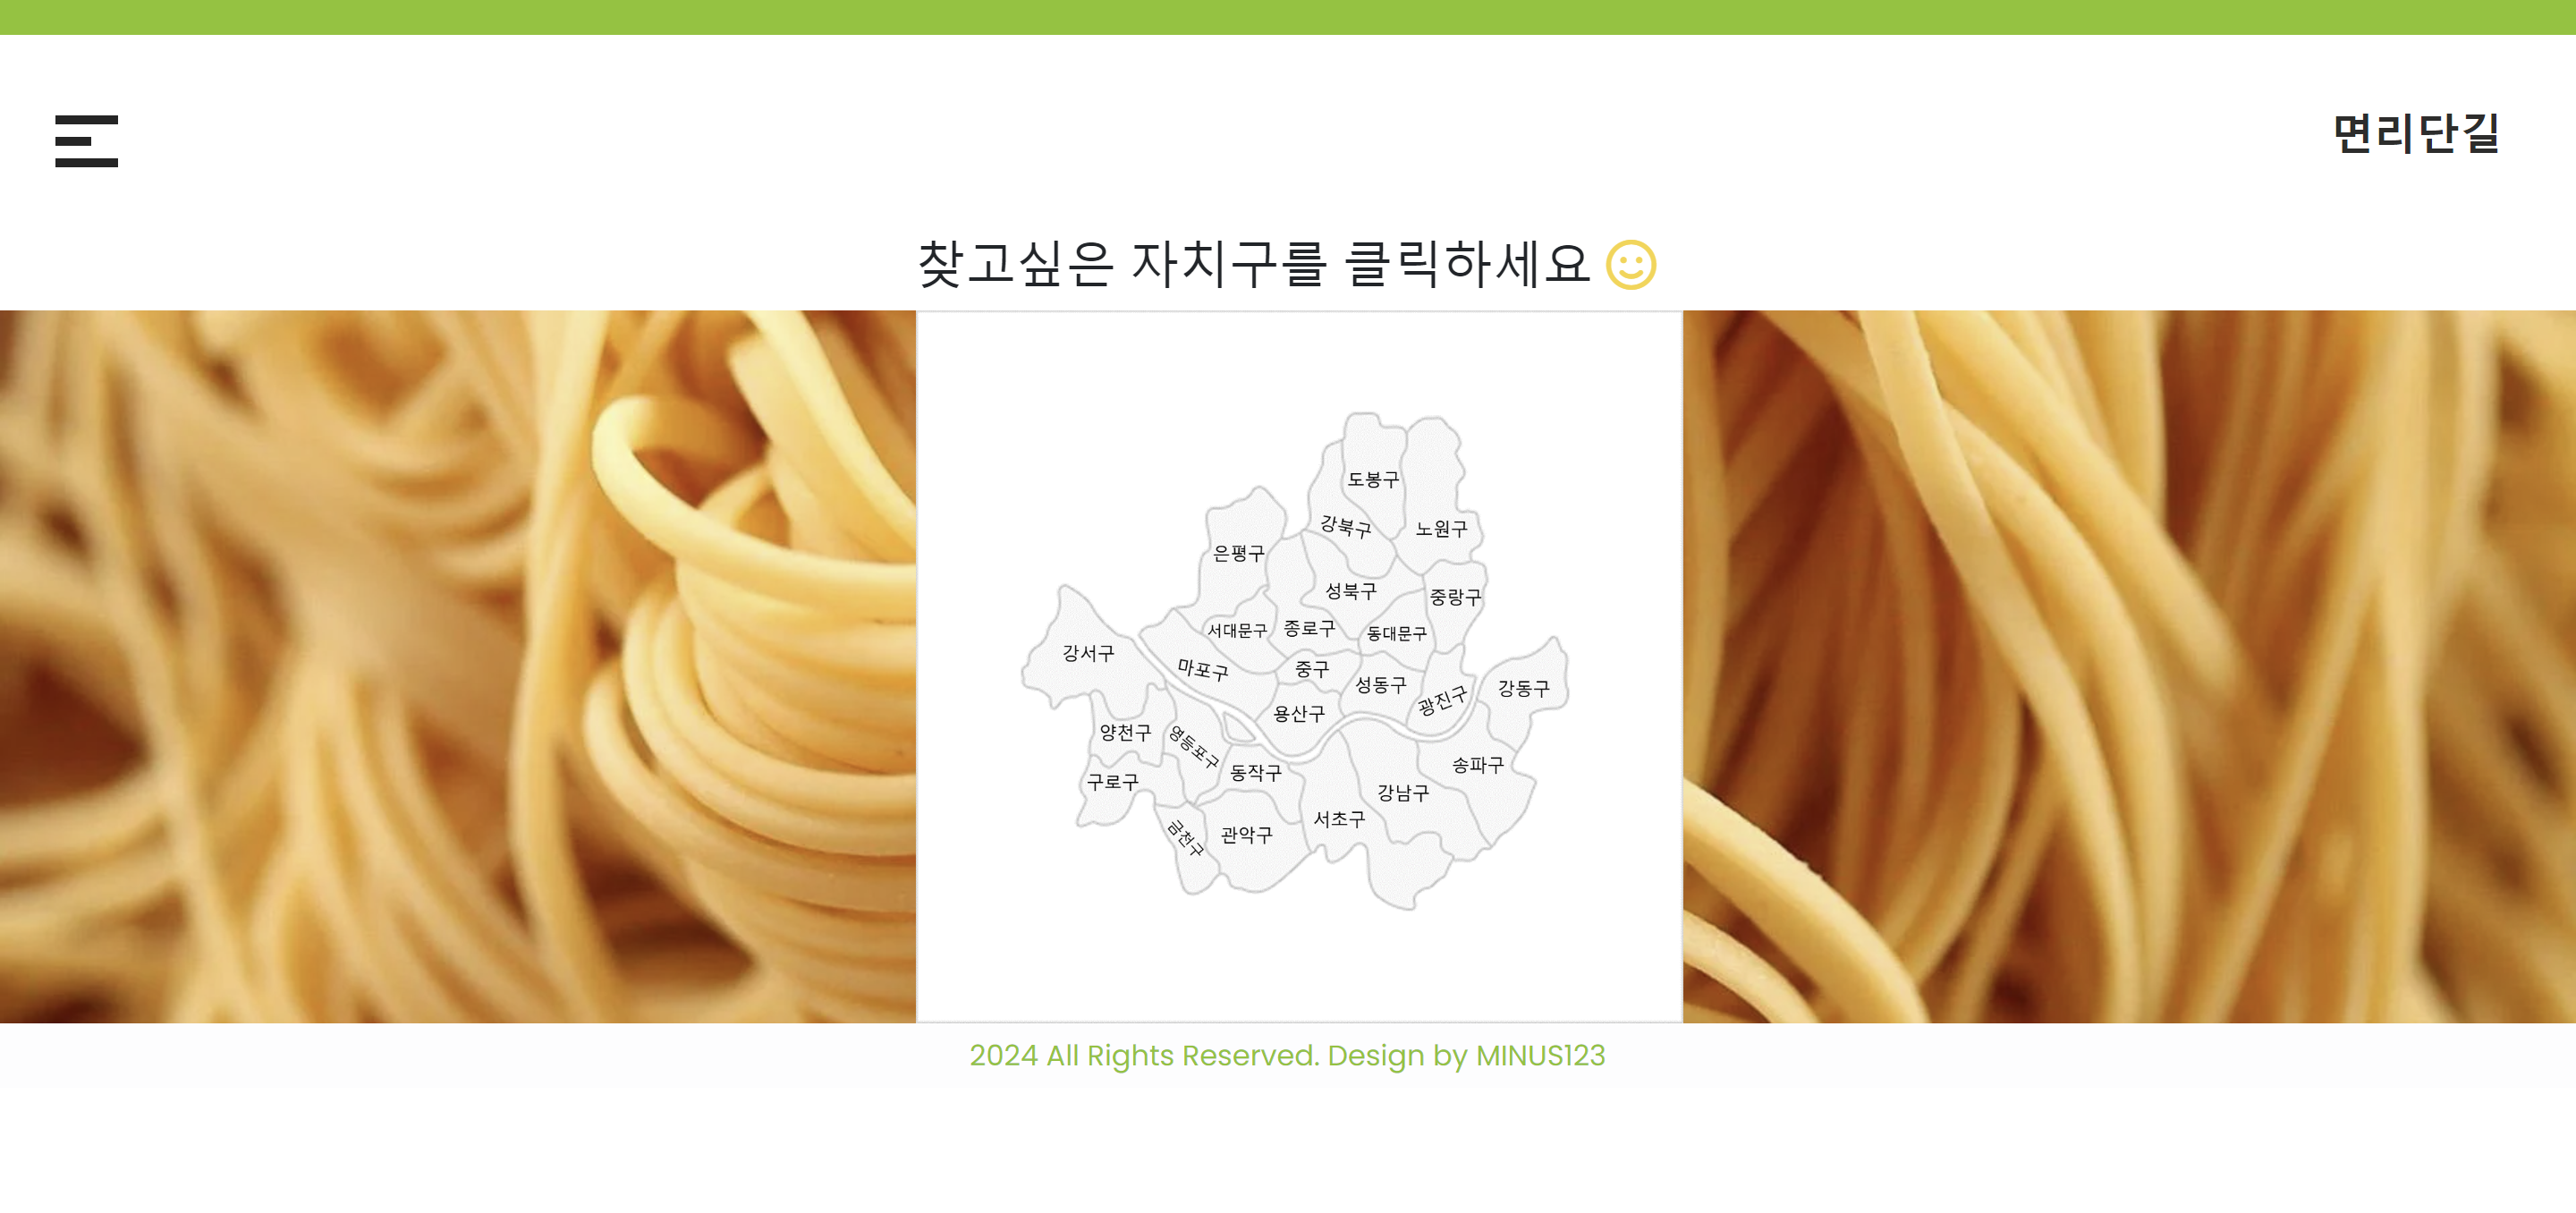 면리단길
찾고싶은 자치구를 클릭하세요
도봉구
강북구
노원구
은평구
성북구
중랑구
서대문구
종로구
동대문구
강서구
마포구
중구
성동구
광진구
강동구
용산구
양천구
영등포구
동작구
송파구
구로구
강남구
서초구
금천구
관악구
2024 All Rights Reserved. Design by MINUS123